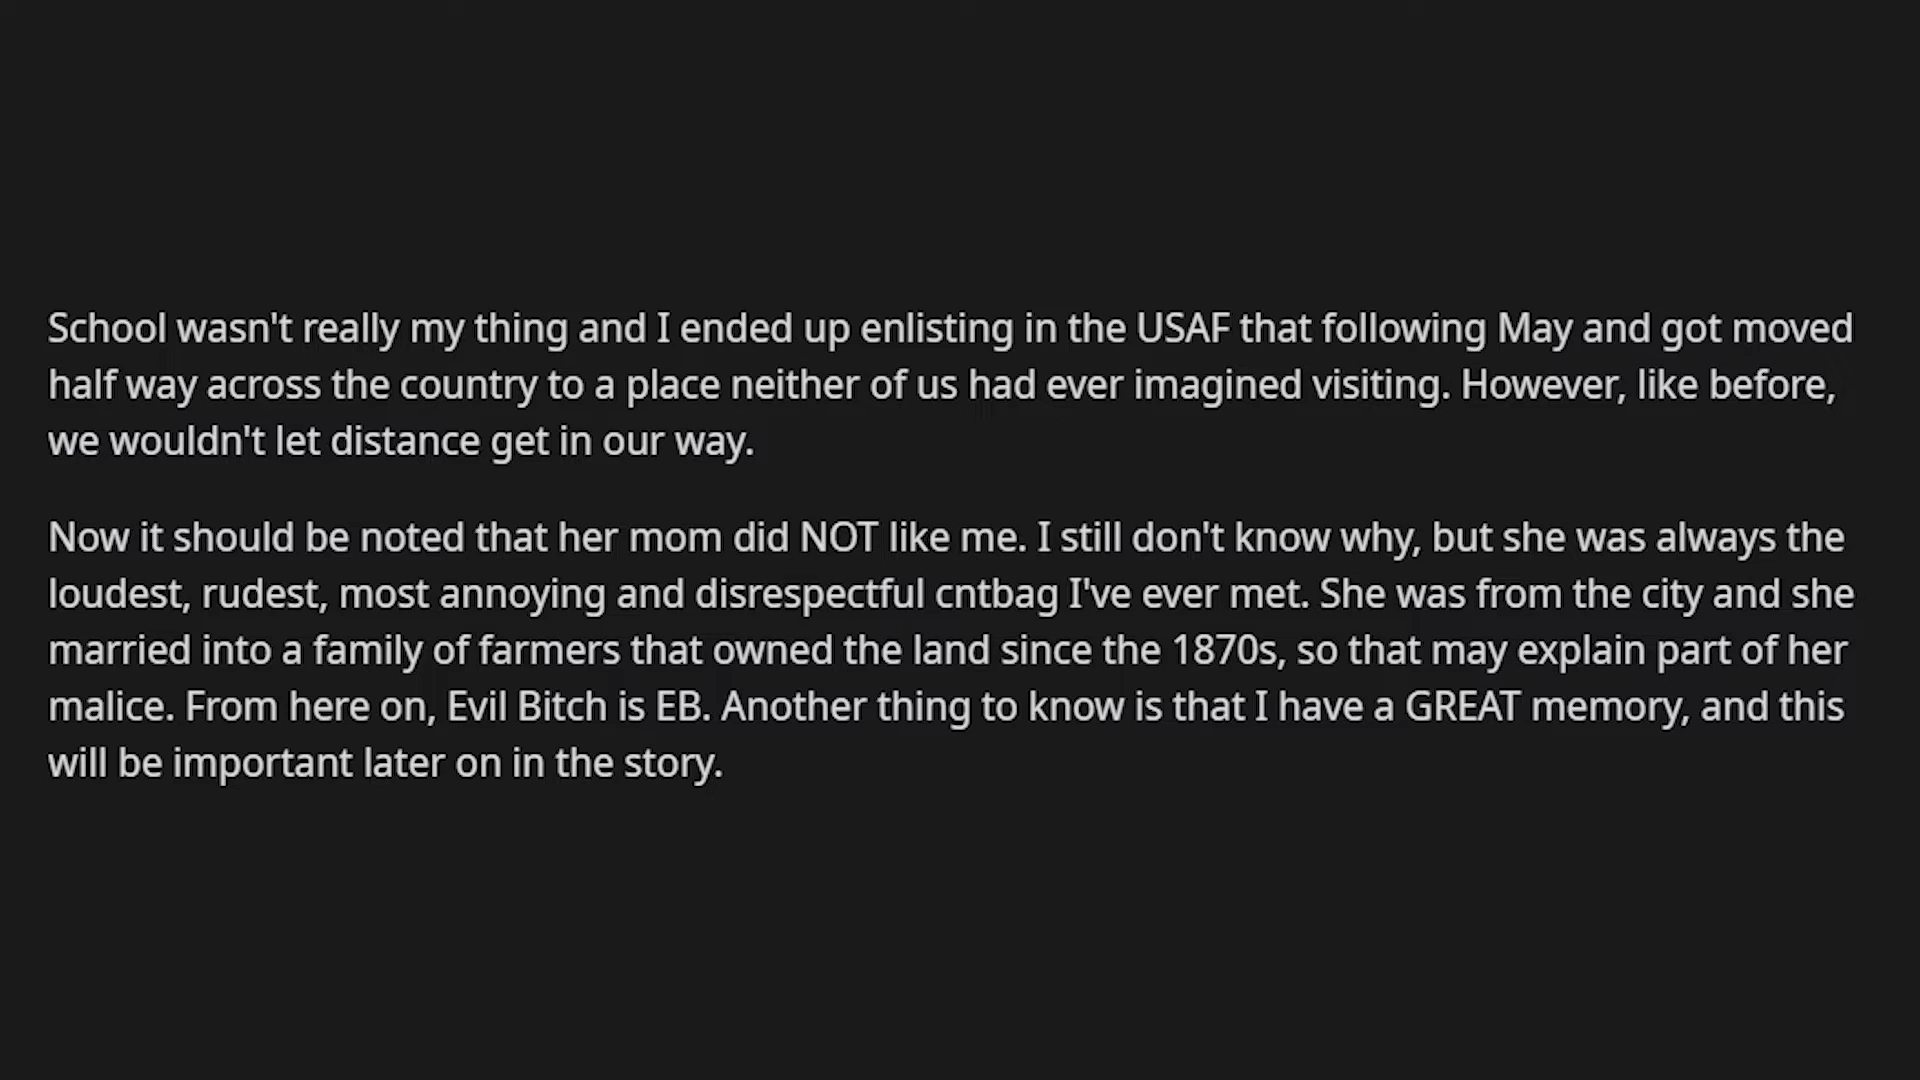 School wasn't really my thing and I ended up enlisting in the USAF that following May and got moved
half way across the country to a place neither of us had ever imagined visiting. However, like before,
we wouldn't let distance get in our way.
Now it should be noted that her mom did NOT like me. I still don't know why, but she was always the
loudest, rudest, most annoying and disrespectful cntbag I've ever met. She was from the city and she
married into a family of farmers that owned the land since the 1870s, so that may explain part of her
malice. From here on, Evil Bitch is EB. Another thing to know is that I have a GREAT memory, and this
will be important later on in the story.